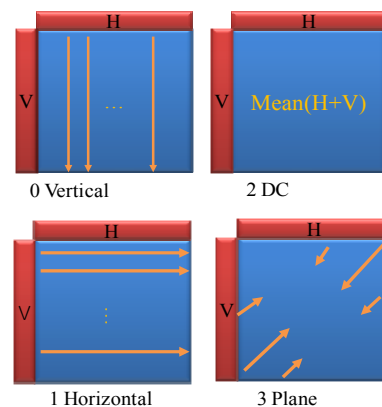 H
V
...
0 Vertical
H
V
Mean(H+V)
2 DC
H
V
...
1 Horizontal
H
V
3 Plane